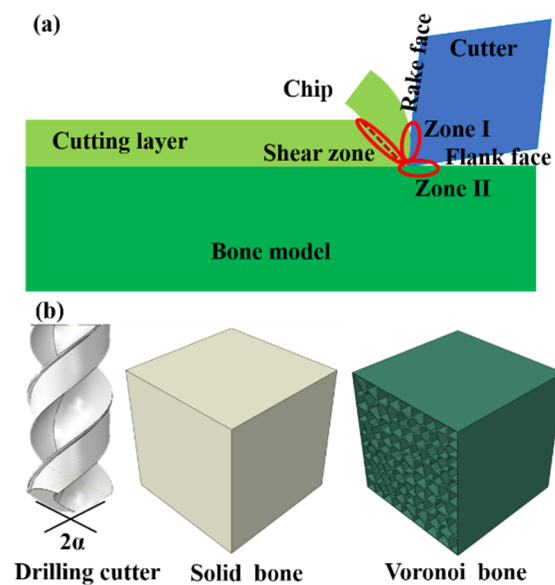 (a)
Rake face
Cutter
Chip
Zone I
Cutting layer
Shear zone
Flank face
Zone II
Bone model
(b)
2α
Drilling cutter
Solid bone
Voronoi bone